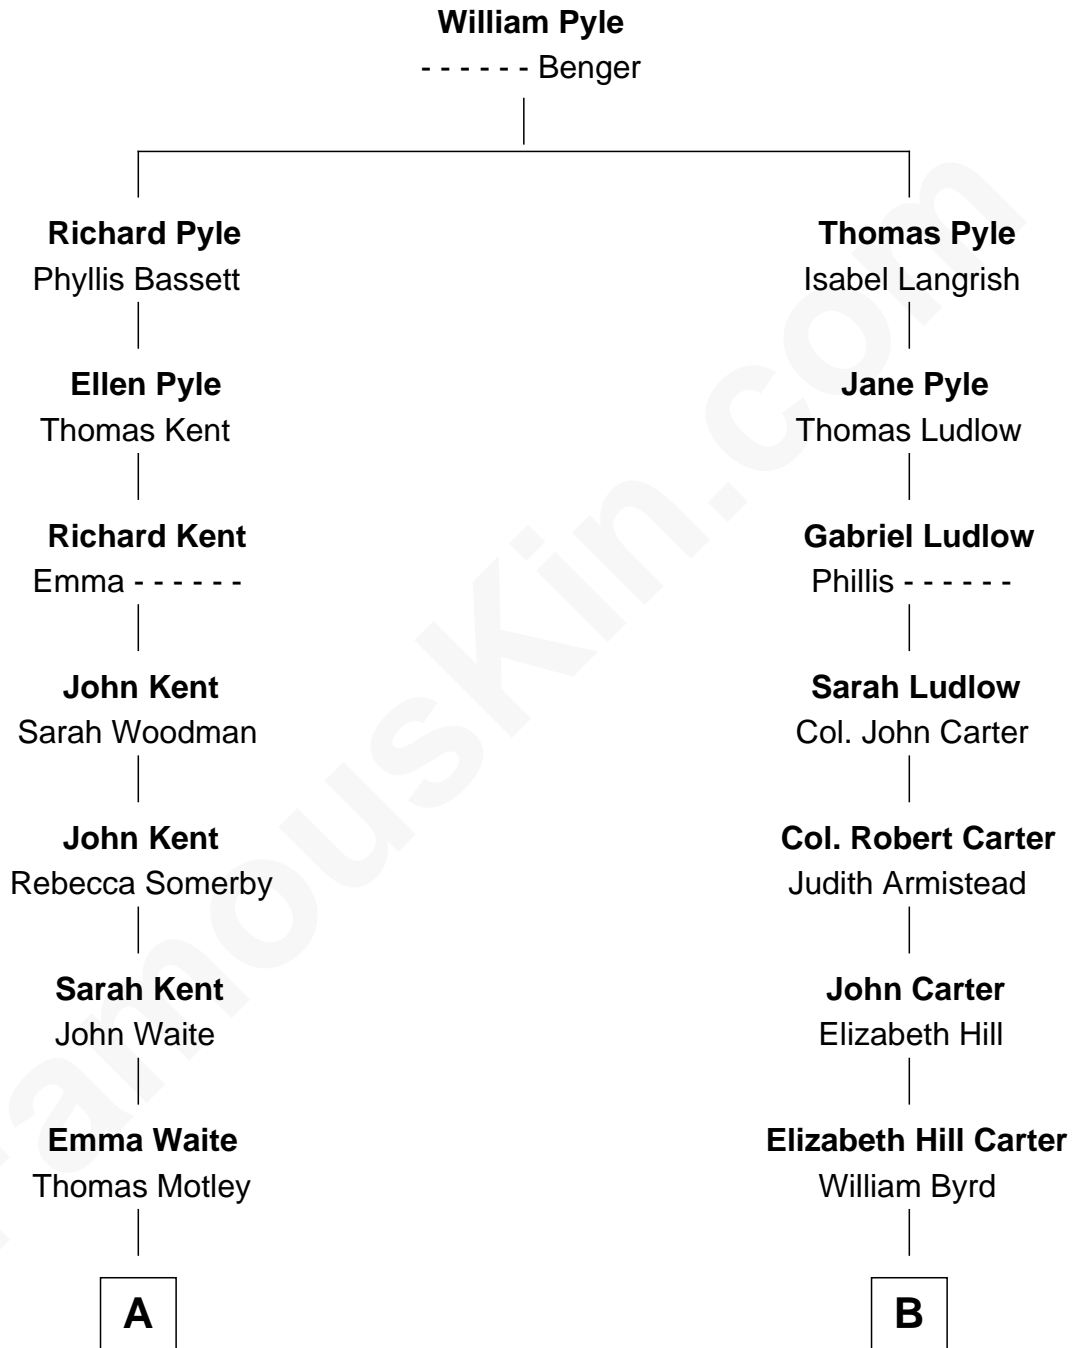 William Pyle
- - - - - - Benger
Richard Pyle
Phyllis Bassett
Thomas Pyle
Isabel Langrish
Ellen Pyle
Thomas Kent
Jane Pyle
Thomas Ludlow
Richard Kent
Emma - - - - - -
Gabriel Ludlow
Phillis - - - - - -
John Kent
Sarah Woodman
Sarah Ludlow
Col. John Carter
John Kent
Rebecca Somerby
Col. Robert Carter
Judith Armistead
Sarah Kent
John Waite
John Carter
Elizabeth Hill
Emma Waite
Thomas Motley
Elizabeth Hill Carter
William Byrd
A
B
FamousKin.com